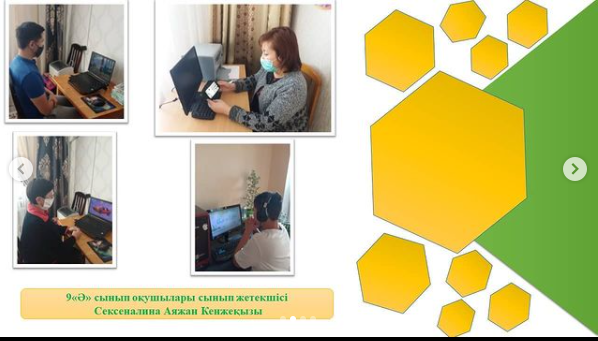 9«Ә» сынып оқушылары сынып жетекшісі
Сексеналина Аяжан Кенжеқызы